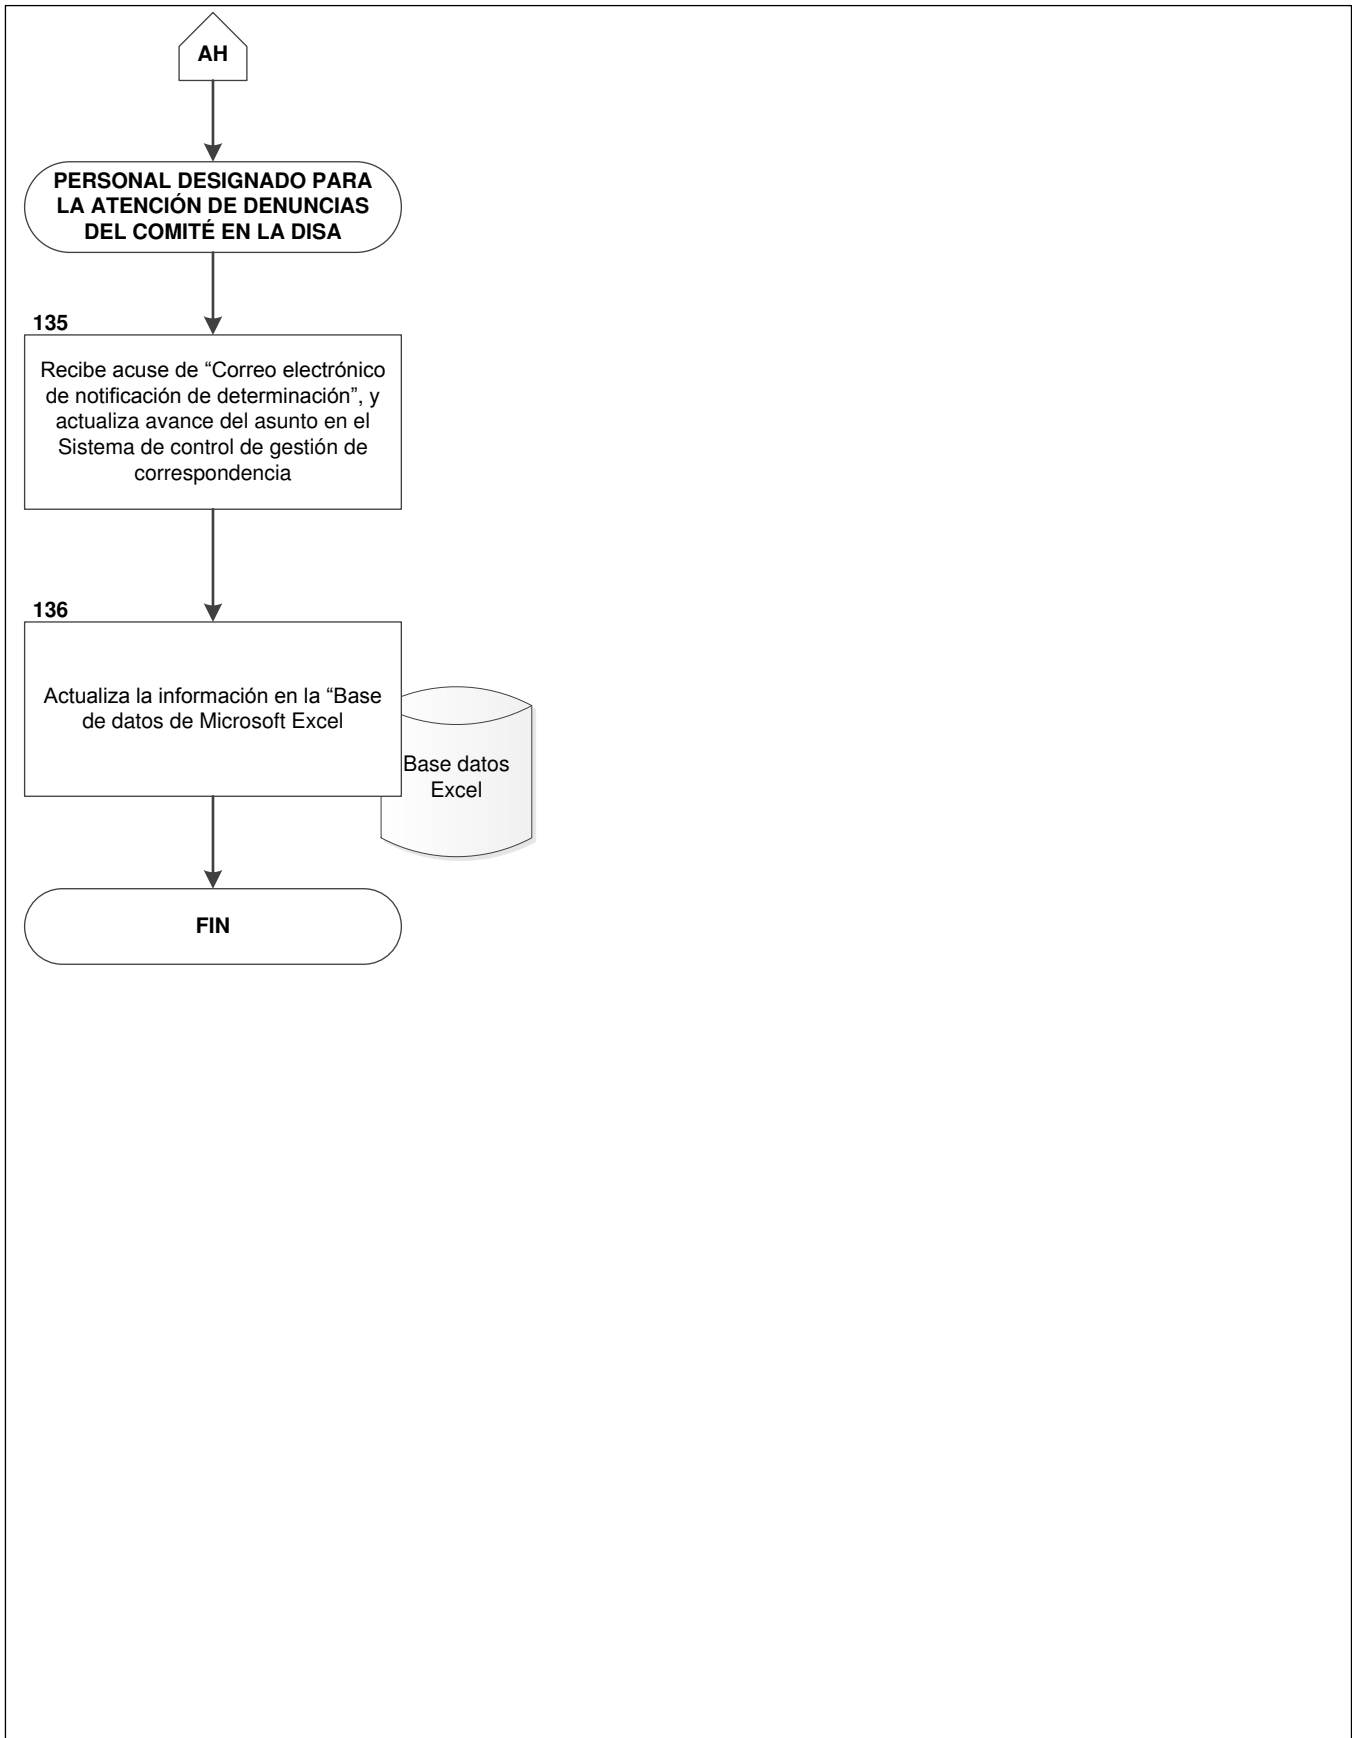 AH
PERSONAL DESIGNADO PARA
LA ATENCIÓN DE DENUNCIAS
DEL COMITÉ EN LA DISA
135
Recibe acuse de “Correo electrónico
de notificación de determinación”, y
actualiza avance del asunto en el
Sistema de control de gestión de
correspondencia
136
Actualiza la información en la “Base
de datos de Microsoft Excel
Base datos
Excel
FIN